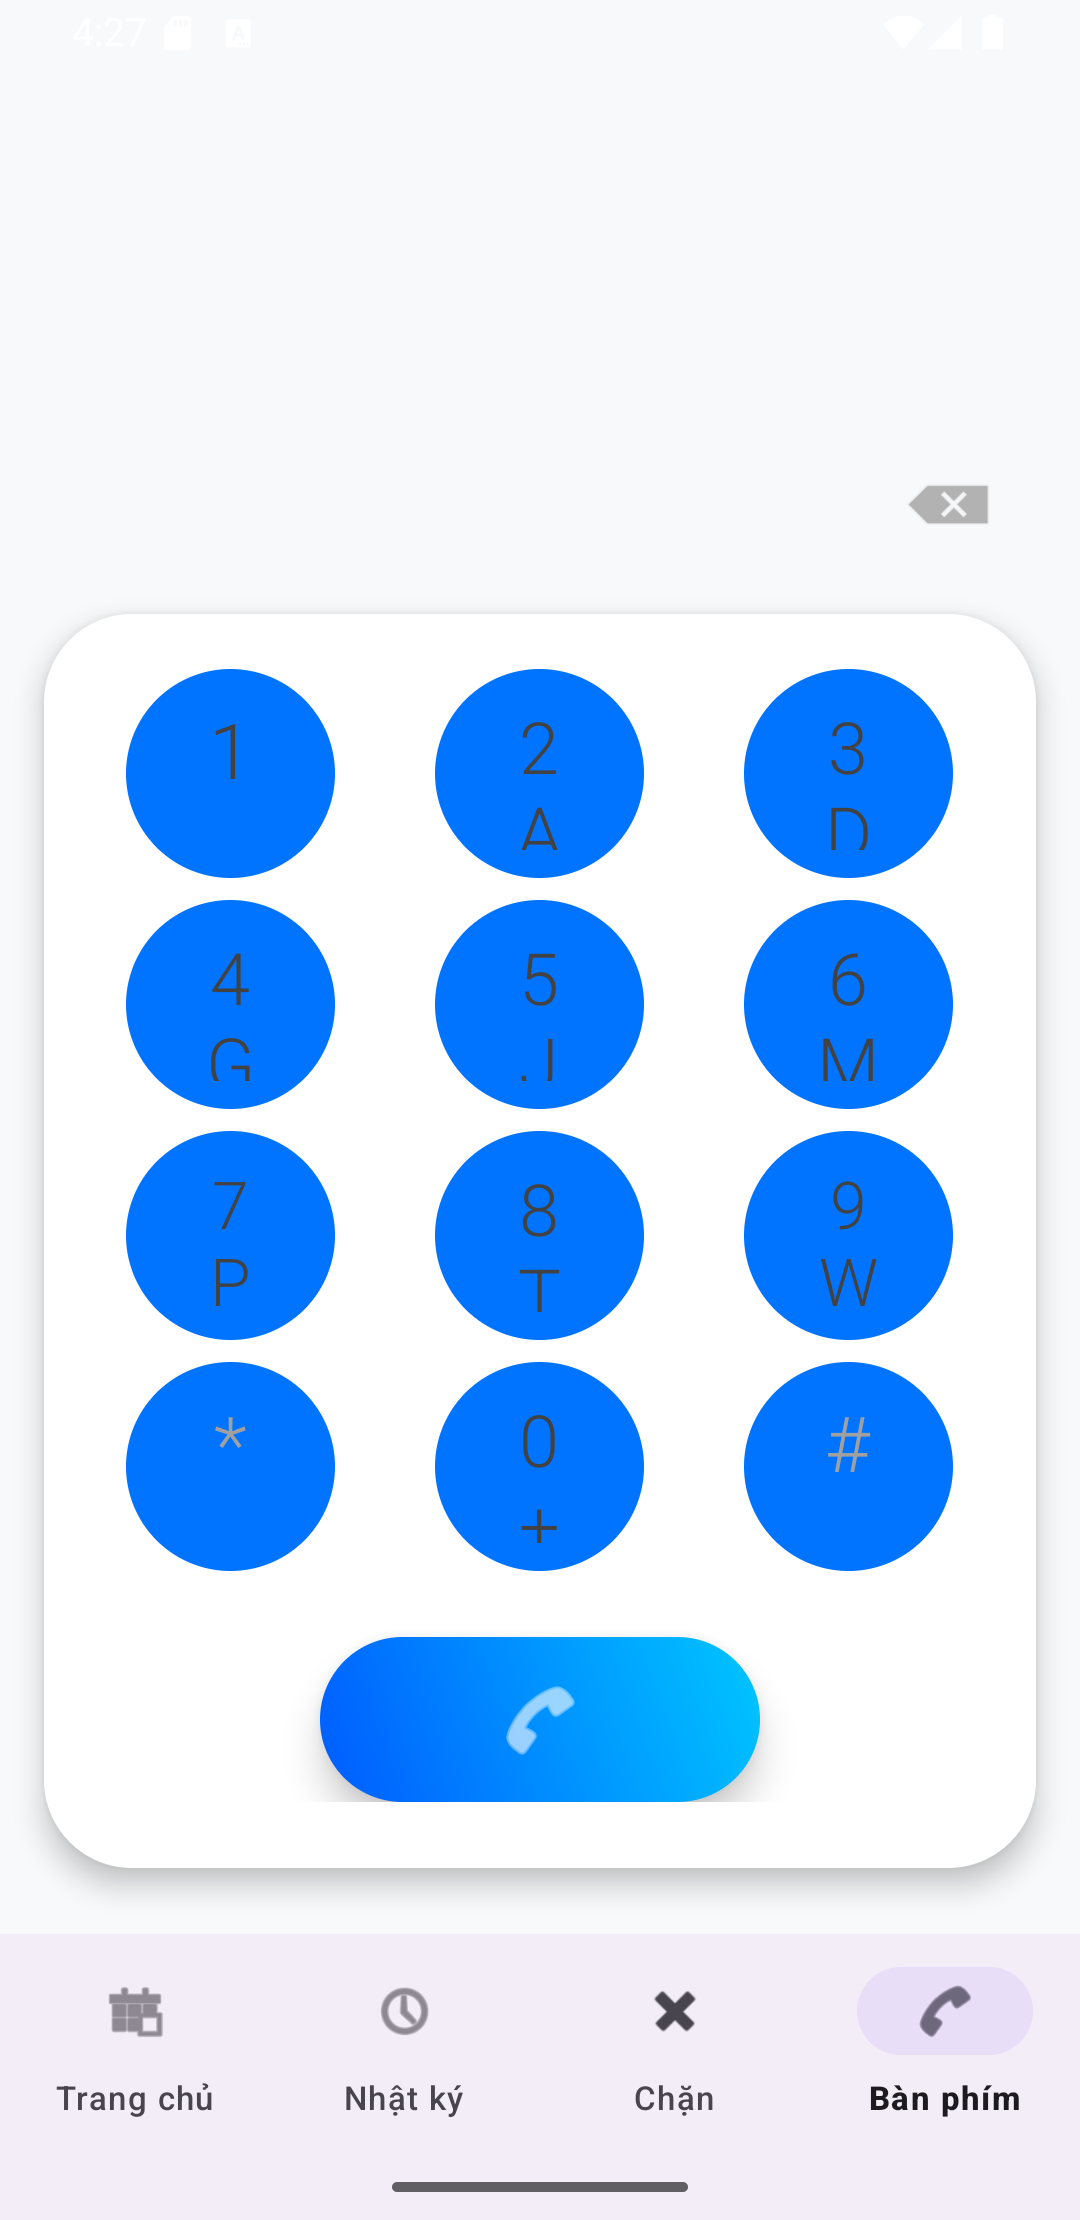 4:27
1
2
A
3
D
4
G
5
J
6
M
7
P
8
T
9
W
*
0
+
#
Trang chủ
Nhật ký
Chặn
Bàn phím